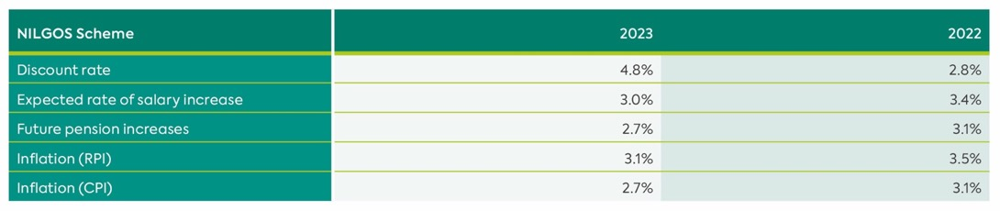 NILGOS Scheme 2023 2022
Discount rate 4.8% 2.8%
Expected rate of salary increase 3.0% 3.4%
Future pension increases 2.7% 3.1%
Inflation (RPI) 3.1% 3.5%
Inflation (CPI) 2.7% 3.1%